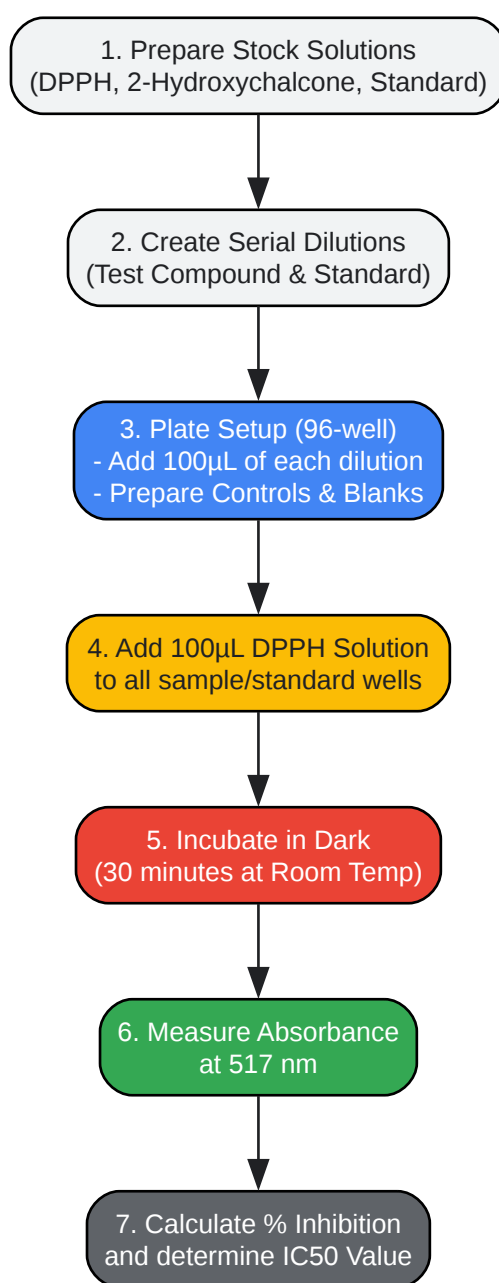 1. Prepare Stock Solutions
(DPPH, 2-Hydroxychalcone, Standard)
2. Create Serial Dilutions
(Test Compound & Standard)
3. Plate Setup (96-well)
- Add 100µL of each dilution
- Prepare Controls & Blanks
4. Add 100µL DPPH Solution
to all sample/standard wells
5. Incubate in Dark
(30 minutes at Room Temp)
6. Measure Absorbance
at 517 nm
7. Calculate % Inhibition
and determine IC50 Value